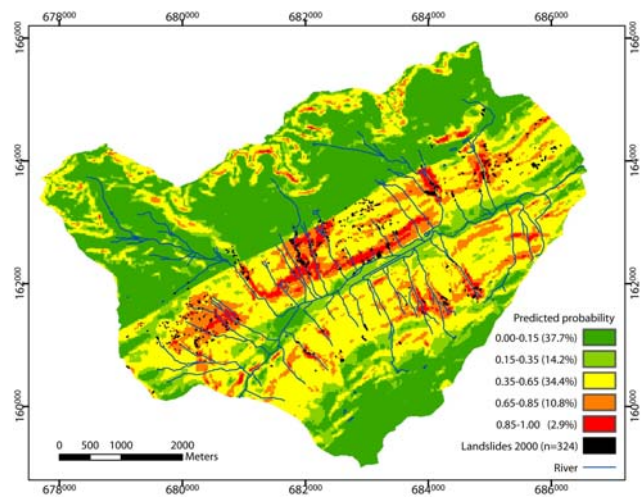 678000 680000 682000 684000 686000
166000
164000
162000
160000
166000
164000
162000
160000
Predicted probability
0.00-0.15 (37.7%)
0.15-0.35 (14.2%)
0.35-0.65 (34.4%)
0.65-0.85 (10.8%)
0.85-1.00 (2.9%)
Landslides 2000 (n=324)
River
0 500 1000 2000
Meters
678000 680000 682000 684000 686000